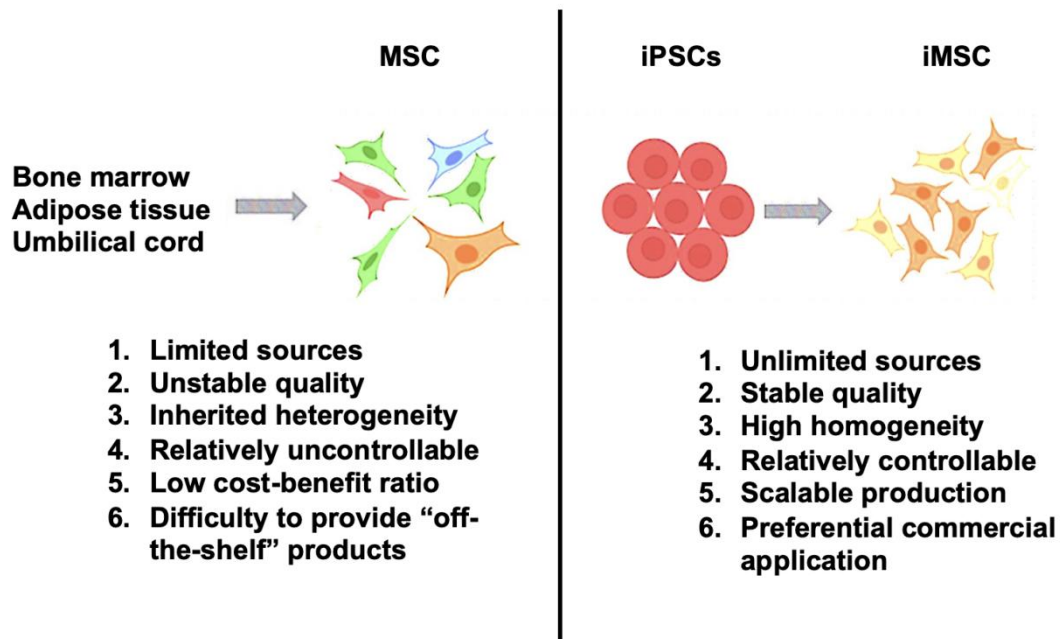 MSC
Bone marrow
Adipose tissue
Umbilical cord
1. Limited sources
2. Unstable quality
3. Inherited heterogeneity
4. Relatively uncontrollable
5. Low cost-benefit ratio
6. Difficulty to provide “off-
the-shelf” products
iPSCs
iMSC
1. Unlimited sources
2. Stable quality
3. High homogeneity
4. Relatively controllable
5. Scalable production
6. Preferential commercial
application